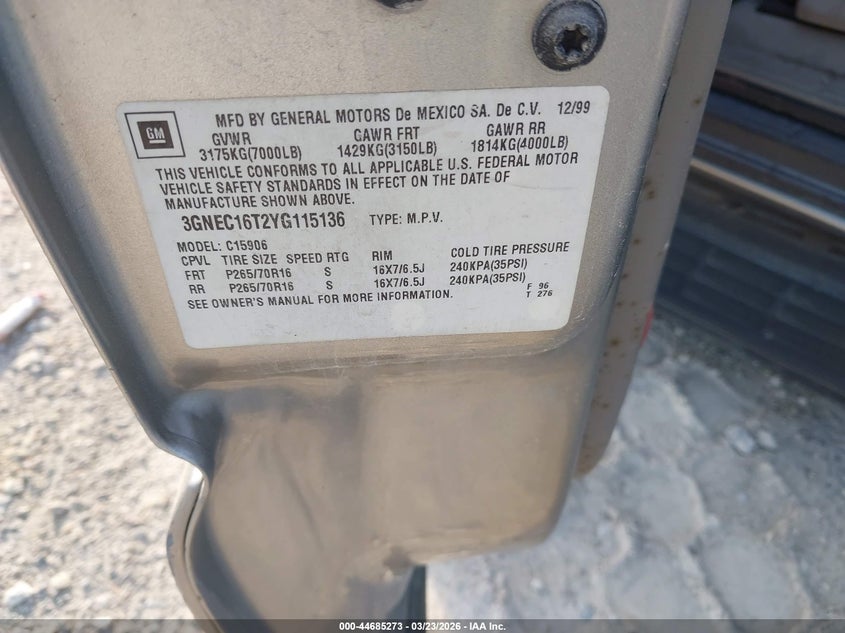 GM
MFD BY GENERAL MOTORS De MEXICO SA. De C.V. 12/99
GVWR GAWR FRT GAWR RR
3175KG(7000LB) 1429KG(3150LB) 1814KG(4000LB)
THIS VEHICLE CONFORMS TO ALL APPLICABLE U.S. FEDERAL MOTOR
VEHICLE SAFETY STANDARDS IN EFFECT ON THE DATE OF
MANUFACTURE SHOWN ABOVE.
3GNEC16T2YG115136 TYPE: M.P.V.
MODEL: C15906
CPVL TIRE SIZE SPEED RTG RIM COLD TIRE PRESSURE
FRT P265/70R16 S 16X7/6.5J 240KPA(35PSI)
RR P265/70R16 S 16X7/6.5J 240KPA(35PSI)
SEE OWNER'S MANUAL FOR MORE INFORMATION.
F 96
T 276
000-44685273 — 03/23/2026 — IAA Inc.